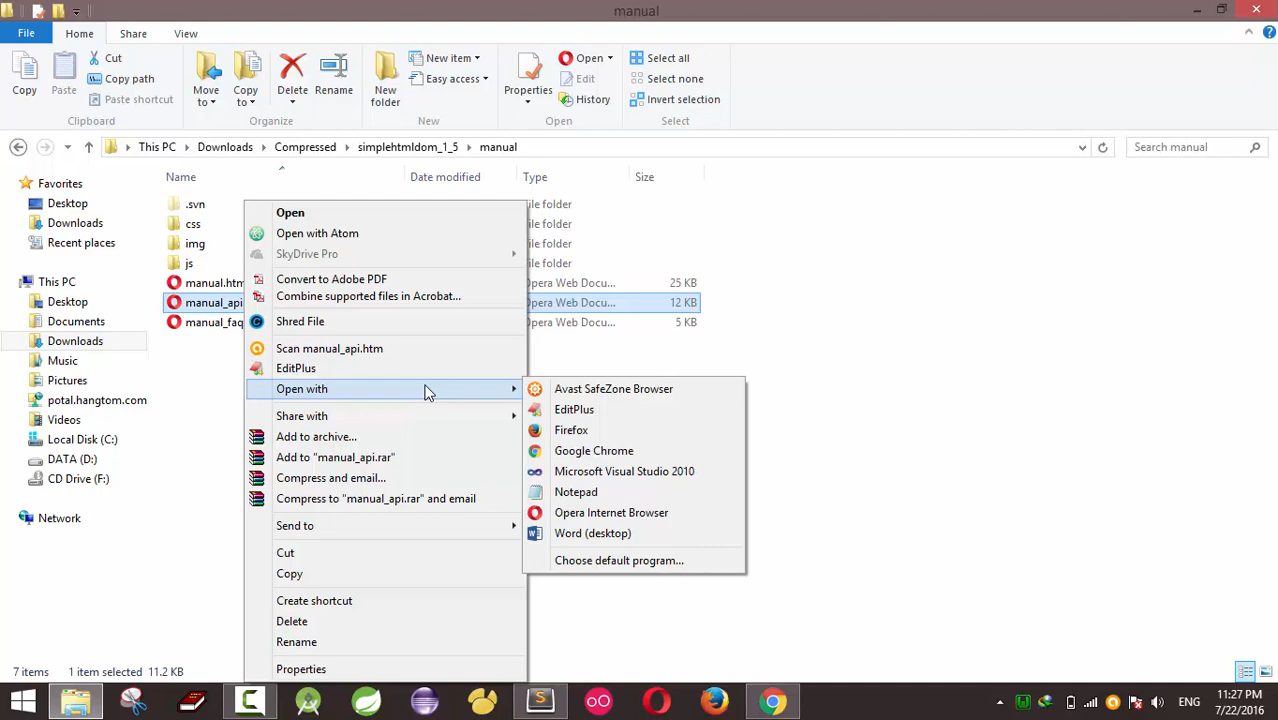 manual
File Home Share View
Copy
Paste
Cut
Copy path
Paste shortcut
Move to
Copy to
Delete
Rename
New folder
New item
Easy access
Properties
Open
Edit
History
Select all
Select none
Invert selection
Clipboard Organize New Open Select
This PC Downloads Compressed simplehtmldom_1_5 manual
Search manual
Name Date modified Type Size
Favorites
Desktop
Downloads
Recent places
This PC
Desktop
Documents
Downloads
Music
Pictures
potal.hangtom.com
Videos
Local Disk (C:)
DATA (D:)
CD Drive (F:)
Network
.svn File folder
css File folder
img File folder
js File folder
manual.htm Opera Web Docu... 25 KB
manual_api Opera Web Docu... 12 KB
manual_faq Opera Web Docu... 5 KB
Open
Open with Atom
SkyDrive Pro
Convert to Adobe PDF
Combine supported files in Acrobat...
Shred File
Scan manual_api.htm
EditPlus
Open with
Share with
Add to archive...
Add to "manual_api.rar"
Compress and email...
Compress to "manual_api.rar" and email
Send to
Cut
Copy
Create shortcut
Delete
Rename
Properties
Avast SafeZone Browser
EditPlus
Firefox
Google Chrome
Microsoft Visual Studio 2010
Notepad
Opera Internet Browser
Word (desktop)
Choose default program...
7 items 1 item selected 11.2 KB
ENG
11:27 PM
7/22/2016